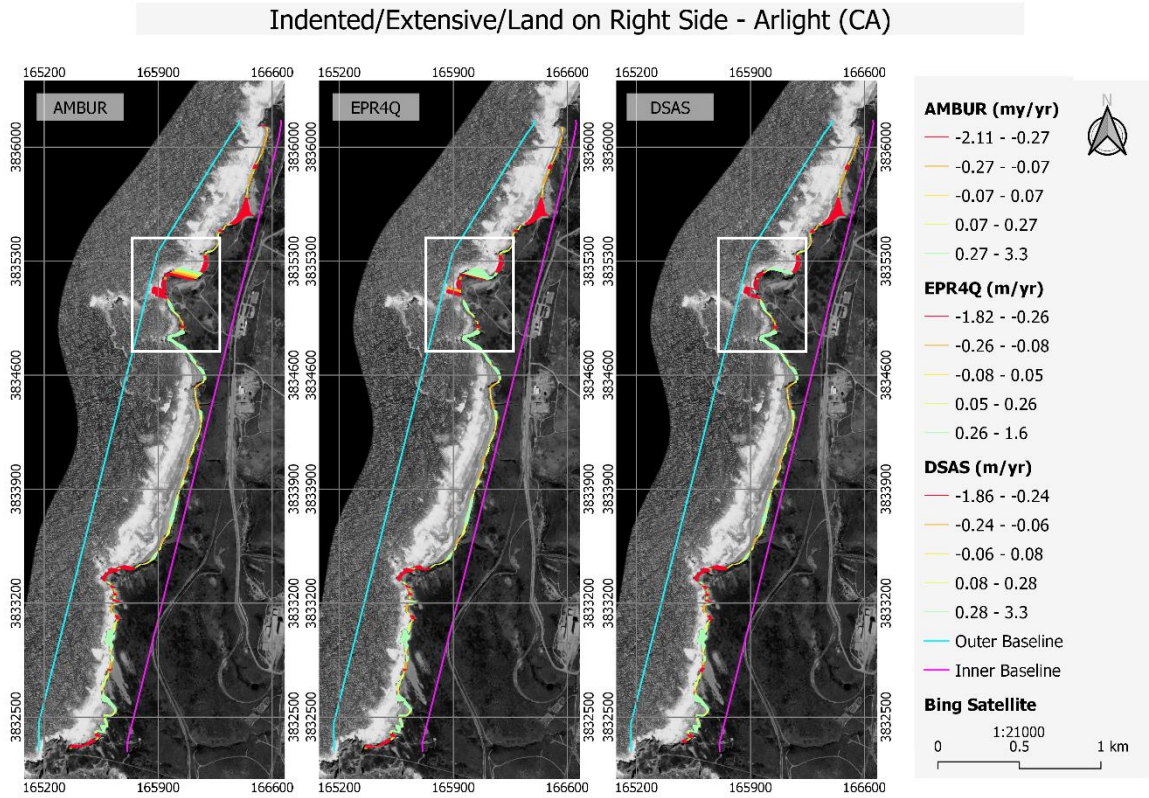 Indented/Extensive/Land on Right Side - Arlight (CA)
165200 165900 166600 165200 165900 166600 165200 165900 166600
AMBUR
EPR4Q
DSAS
3836000 3836000 3836000 3836000
3835300 3835300 3835300 3835300
3834600 3834600 3834600 3834600
3833900 3833900 3833900 3833900
3833200 3833200 3833200 3833200
3832500 3832500 3832500 3832500
165200 165900 166600 165200 165900 166600 165200 165900 166600
N
AMBUR (my/yr)
-2.11 - -0.27
-0.27 - -0.07
-0.07 - 0.07
0.07 - 0.27
0.27 - 3.3
EPR4Q (m/yr)
-1.82 - -0.26
-0.26 - -0.08
-0.08 - 0.05
0.05 - 0.26
0.26 - 1.6
DSAS (m/yr)
-1.86 - -0.24
-0.24 - -0.06
-0.06 - 0.08
0.08 - 0.28
0.28 - 3.3
Outer Baseline
Inner Baseline
Bing Satellite
1:21000
0 0.5 1 km